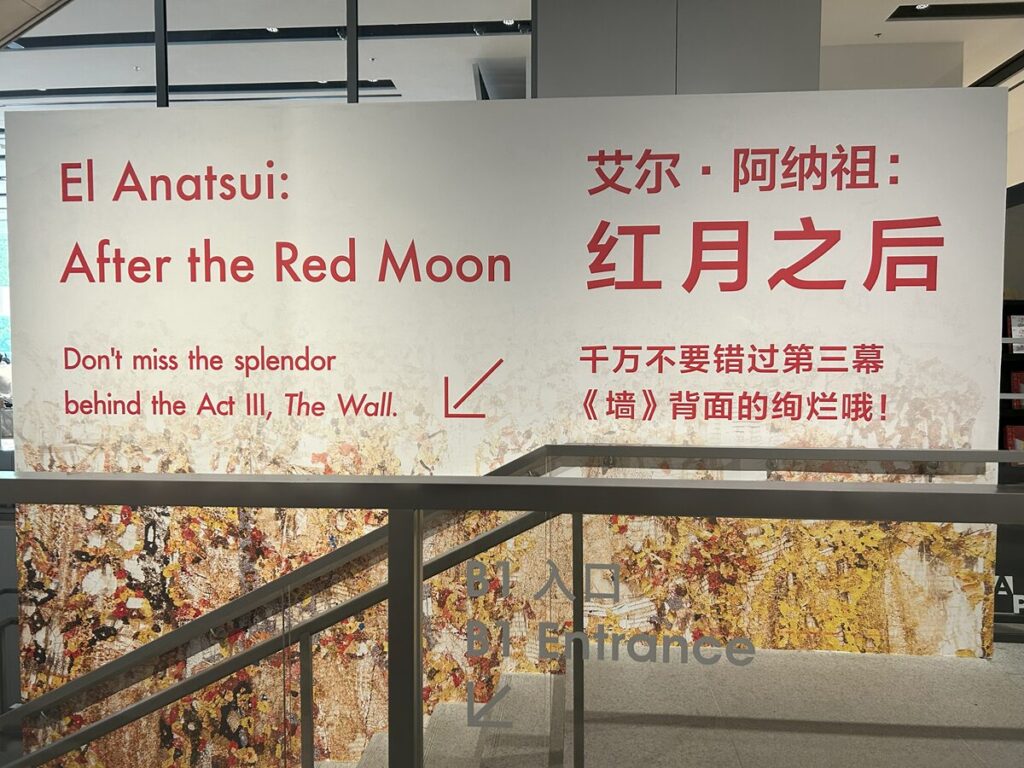 El Anatsui:
After the Red Moon
Don't miss the splendor
behind the Act III, The Wall.
艾尔·阿纳祖：
红月之后
千万不要错过第三幕
《墙》背面的绚烂哦！
B1 入口
B1 Entrance